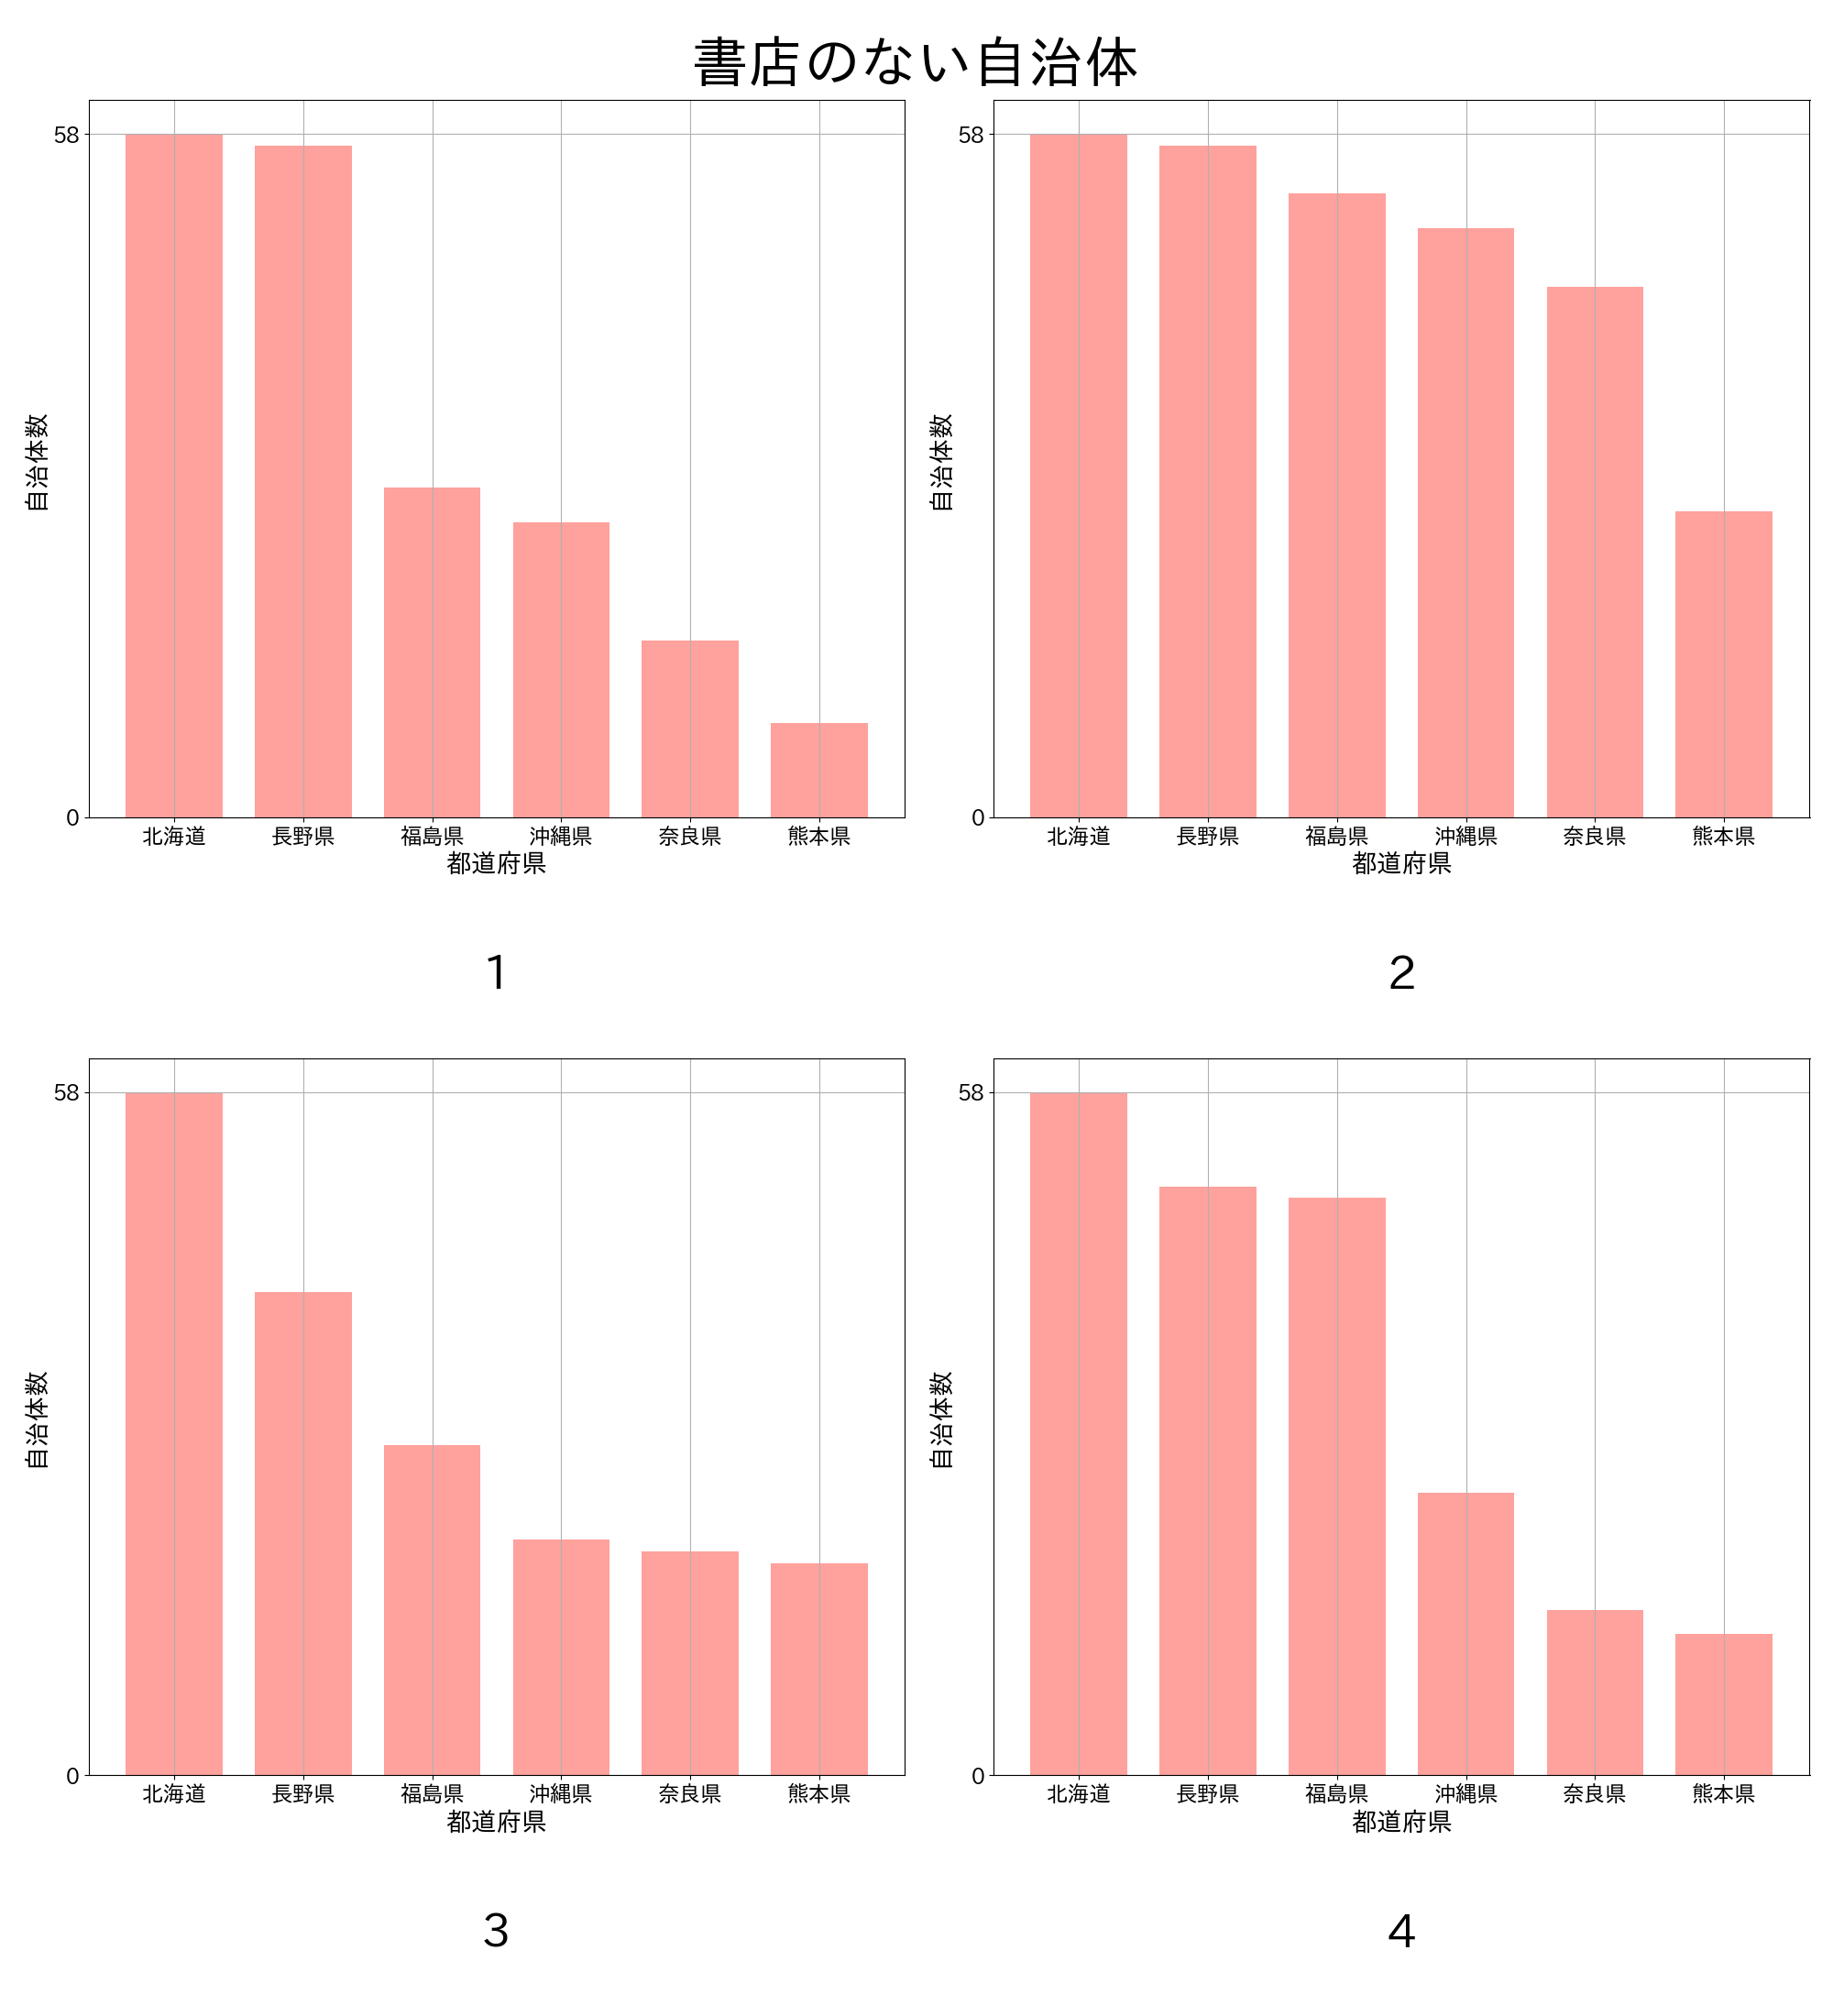 書店のない自治体
58
0
自治体数
北海道 長野県 福島県 沖縄県 奈良県 熊本県
都道府県
1
58
0
自治体数
北海道 長野県 福島県 沖縄県 奈良県 熊本県
都道府県
2
58
0
自治体数
北海道 長野県 福島県 沖縄県 奈良県 熊本県
都道府県
3
58
0
自治体数
北海道 長野県 福島県 沖縄県 奈良県 熊本県
都道府県
4